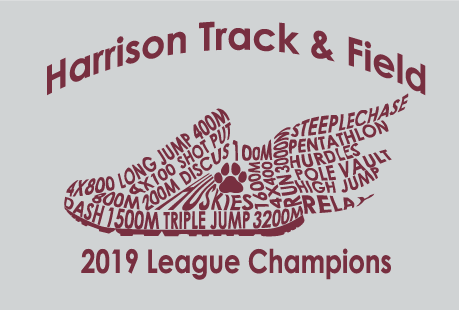 Harrison Track & Field
4X800 LONG JUMP 400M
800M 4X100 SHOT PUT
200M DISCUS 100M
HUSKIES
DASH 1500M TRIPLE JUMP 3200M
1600M
4X400
RUN 300M
STEEPLECHASE
PENTATHLON
HURDLES
POLE VAULT
HIGH JUMP
RELAY
2019 League Champions